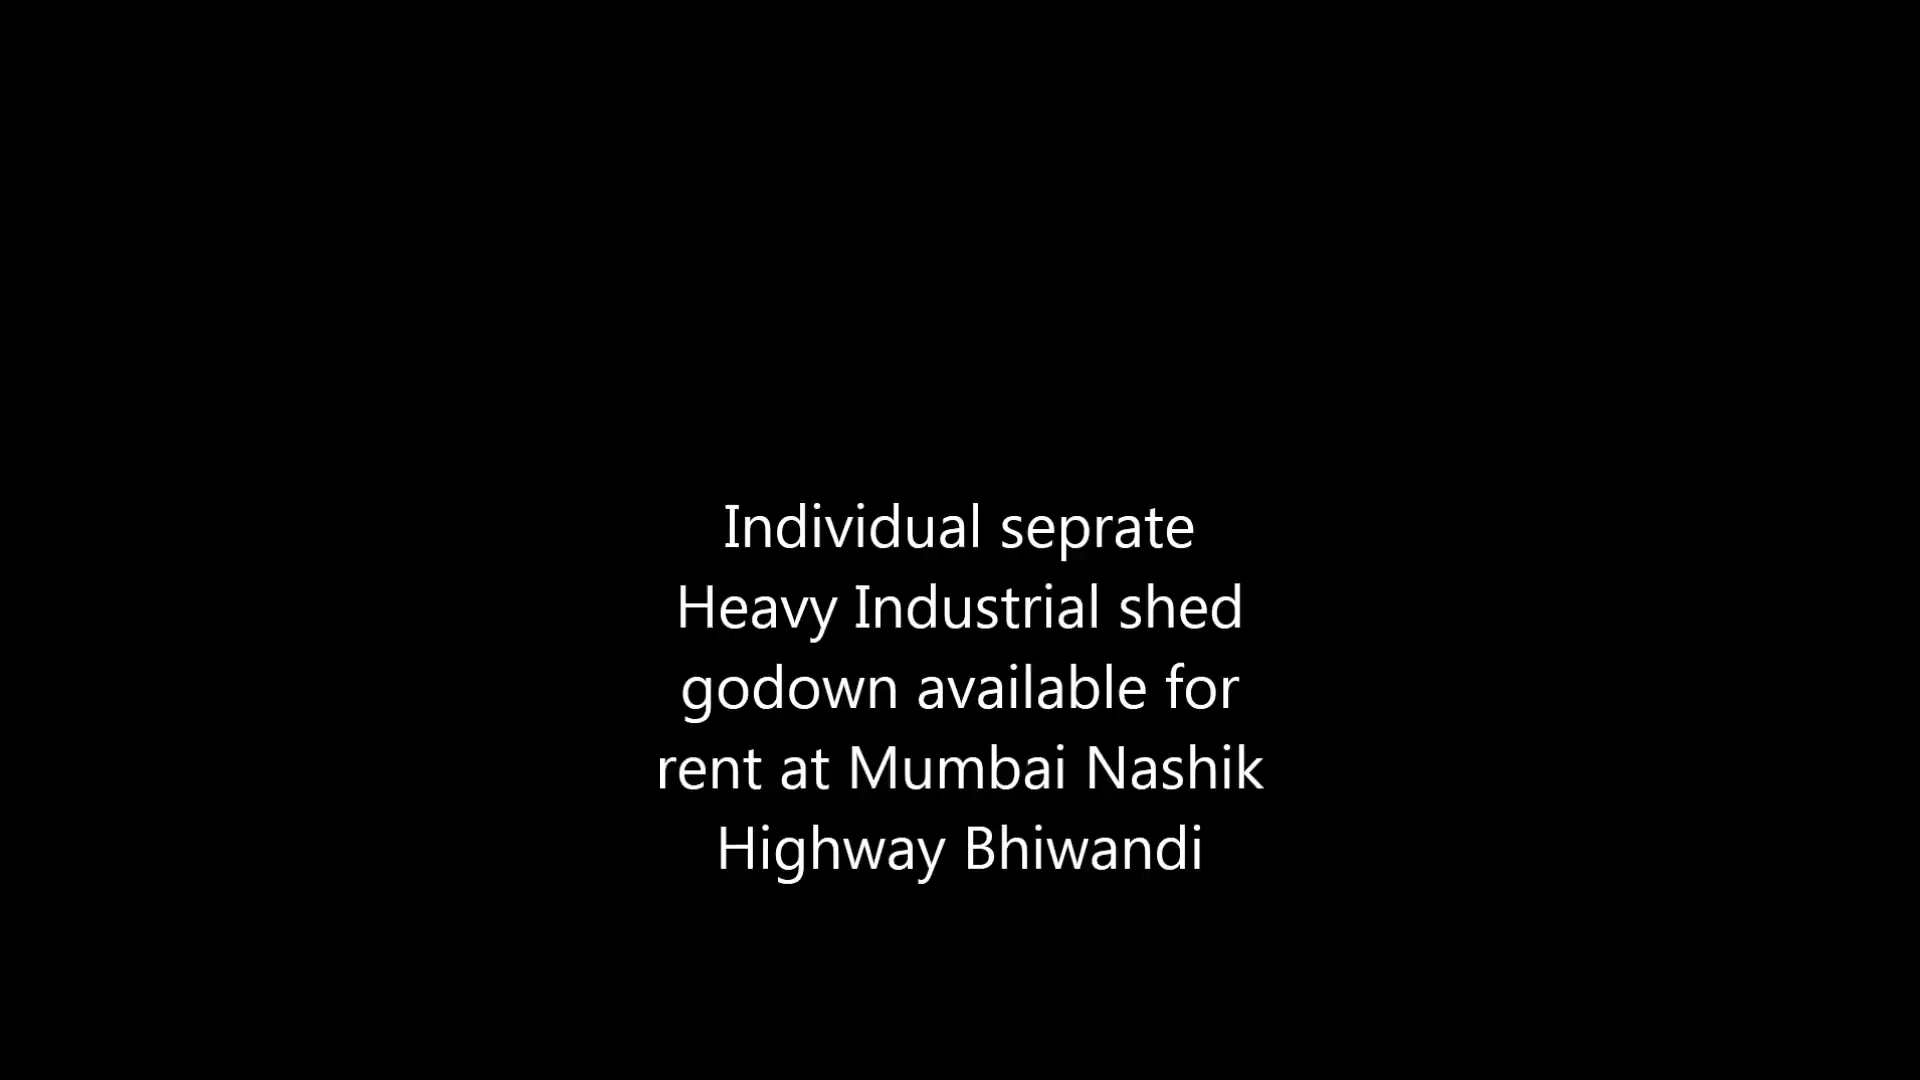 Individual seprate
Heavy Industrial shed
godown available for
rent at Mumbai Nashik
Highway Bhiwandi